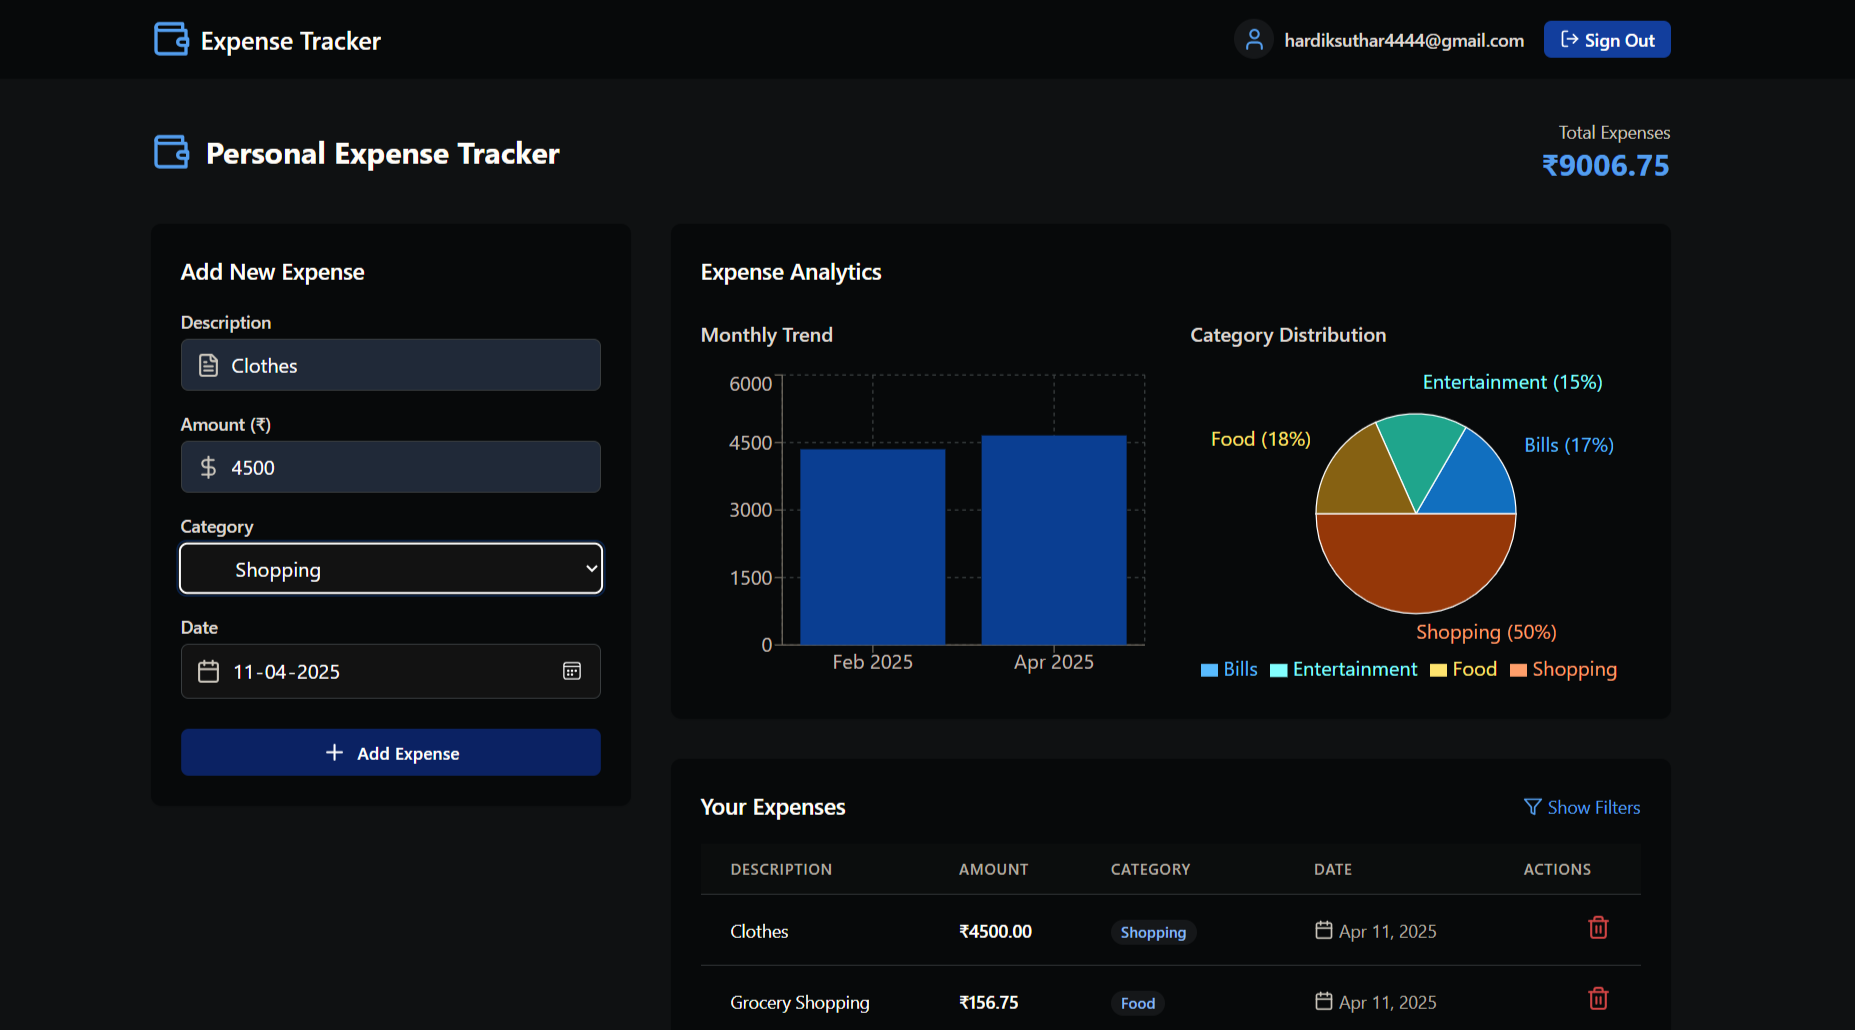 Expense Tracker
hardiksuthar4444@gmail.com
Sign Out
Personal Expense Tracker
Total Expenses
₹9006.75
Add New Expense
Description
Clothes
Amount (₹)
$ 4500
Category
Shopping
Date
11-04-2025
+ Add Expense
Expense Analytics
Monthly Trend
6000
4500
3000
1500
0
Feb 2025
Apr 2025
Category Distribution
Entertainment (15%)
Food (18%)
Bills (17%)
Shopping (50%)
Bills Entertainment Food Shopping
Your Expenses
Show Filters
DESCRIPTION AMOUNT CATEGORY DATE ACTIONS
Clothes ₹4500.00 Shopping Apr 11, 2025
Grocery Shopping ₹156.75 Food Apr 11, 2025